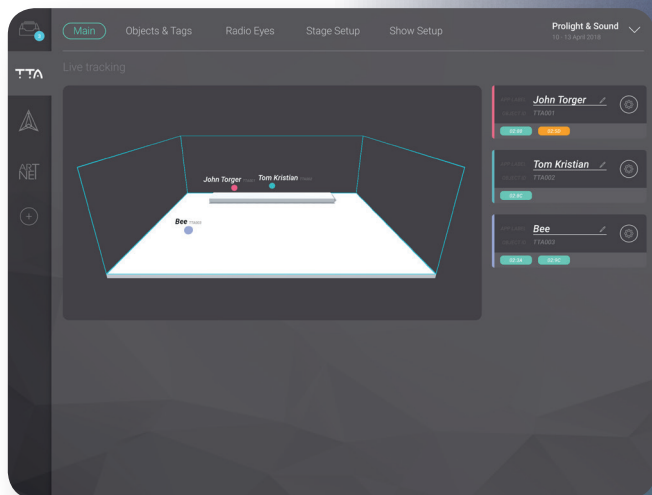 3
Main
Objects & Tags
Radio Eyes
Stage Setup
Show Setup
Prolight & Sound
10 - 13 April 2018
TTA
Live tracking
ART
NET
John Torger
Tom Kristian
Bee
John Torger
TTA001
Tom Kristian
TTA002
Bee
TTA003